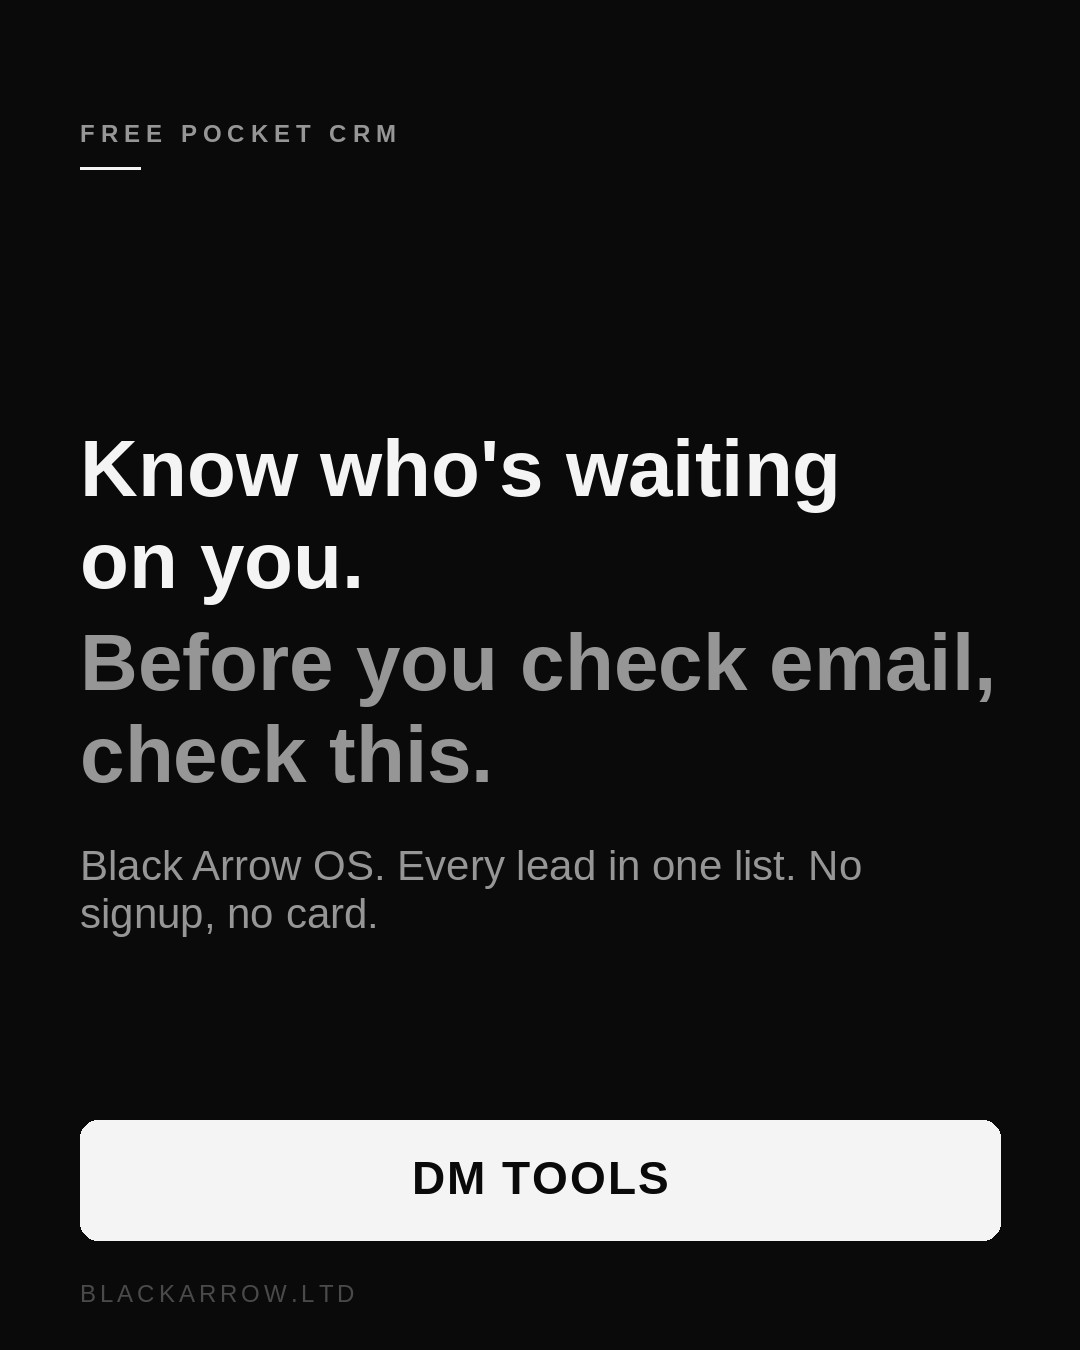 FREE POCKET CRM
Know who's waiting
on you.
Before you check email,
check this.
Black Arrow OS. Every lead in one list. No
signup, no card.
DM TOOLS
BLACKARROW.LTD